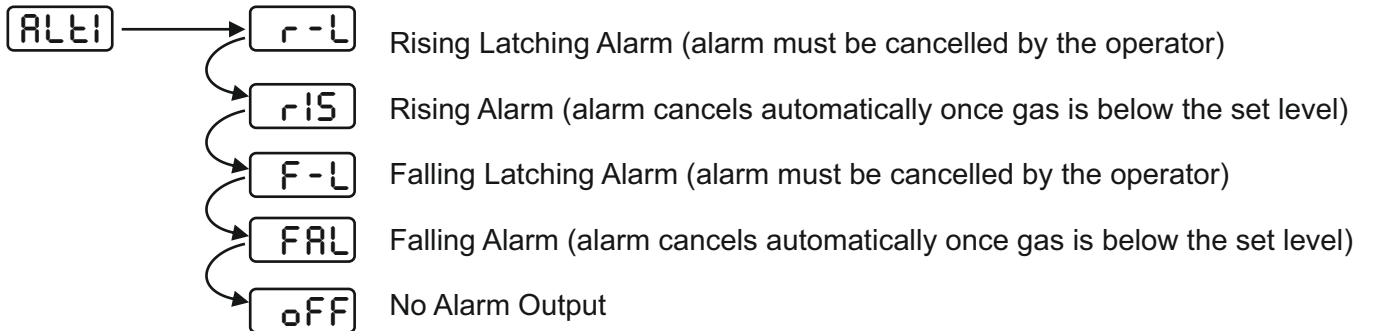 ALt1 r-L Rising Latching Alarm (alarm must be cancelled by the operator)
rIS Rising Alarm (alarm cancels automatically once gas is below the set level)
F-L Falling Latching Alarm (alarm must be cancelled by the operator)
FAL Falling Alarm (alarm cancels automatically once gas is below the set level)
oFF No Alarm Output